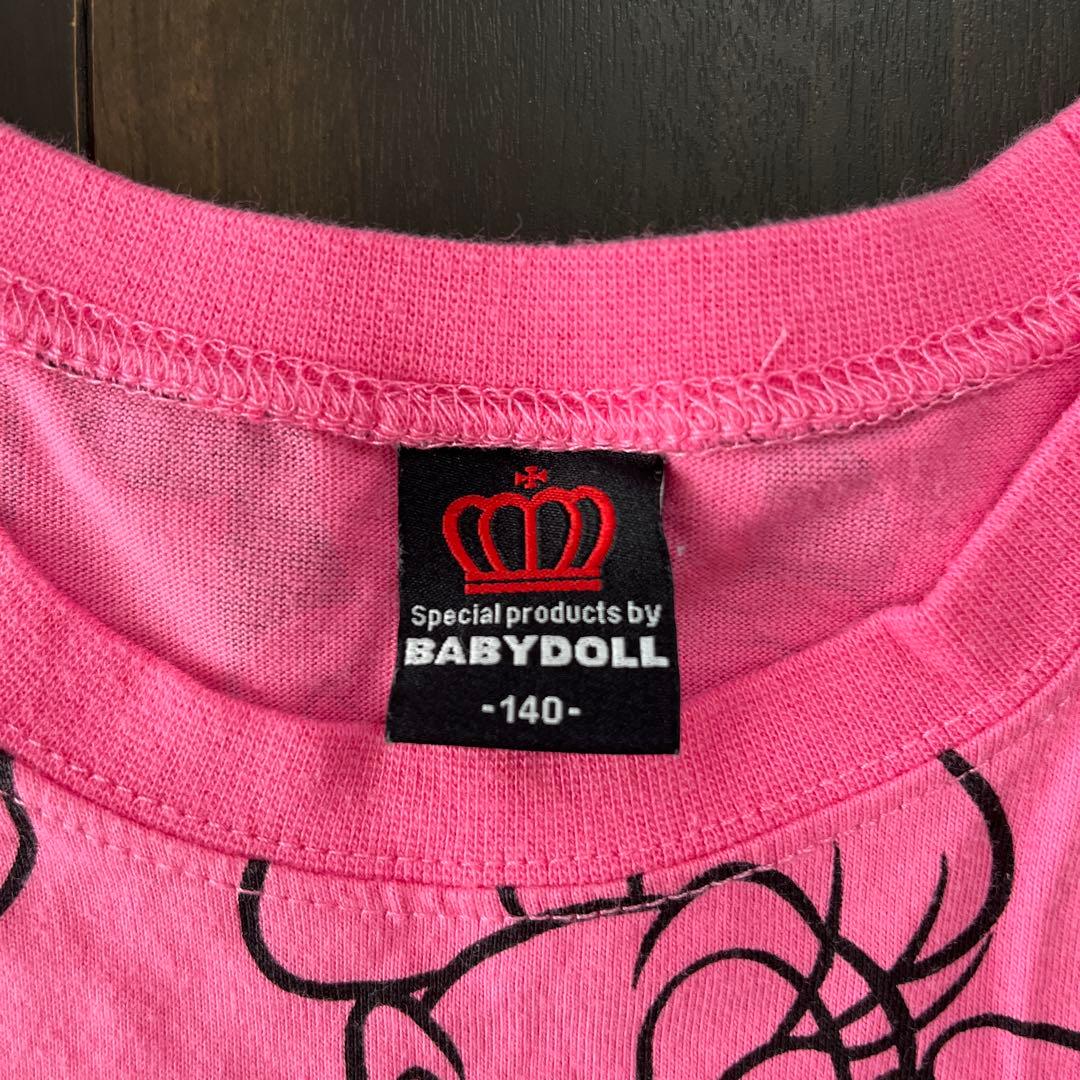 Special products by
BABYDOLL
-140-